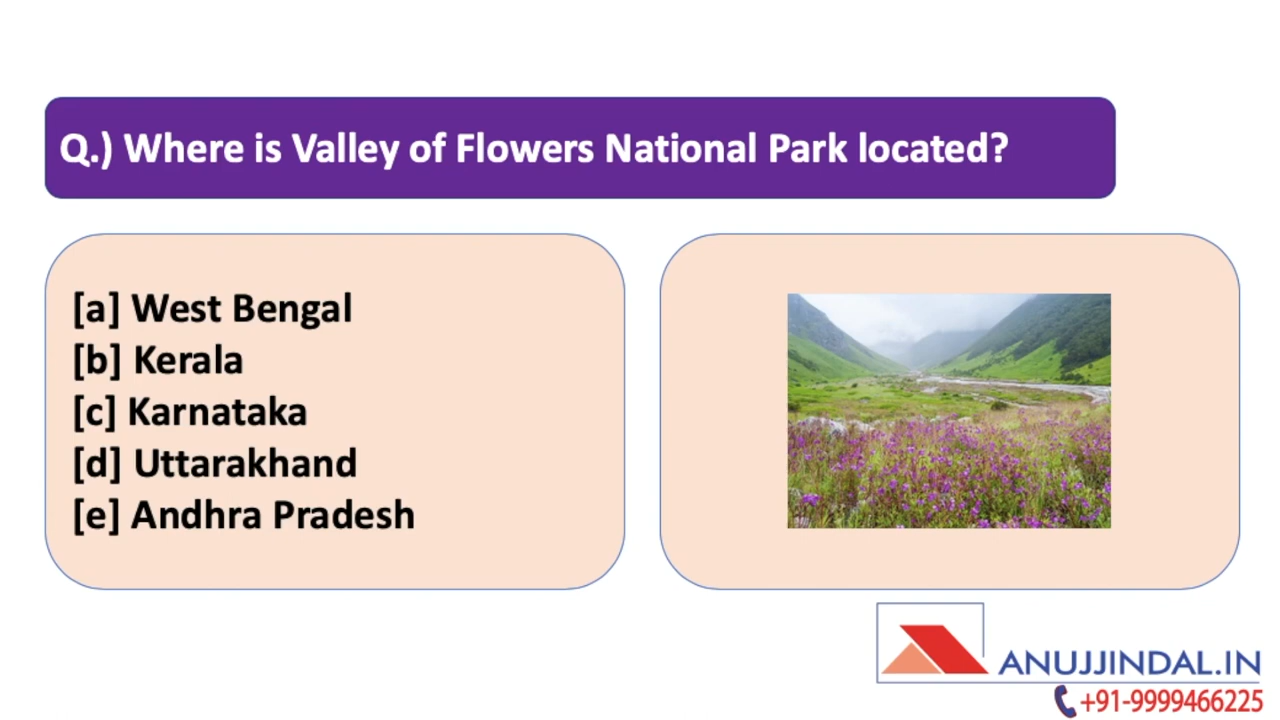 Q.) Where is Valley of Flowers National Park located?
[a] West Bengal
[b] Kerala
[c] Karnataka
[d] Uttarakhand
[e] Andhra Pradesh
ANUJJINDAL.IN
+91-9999466225